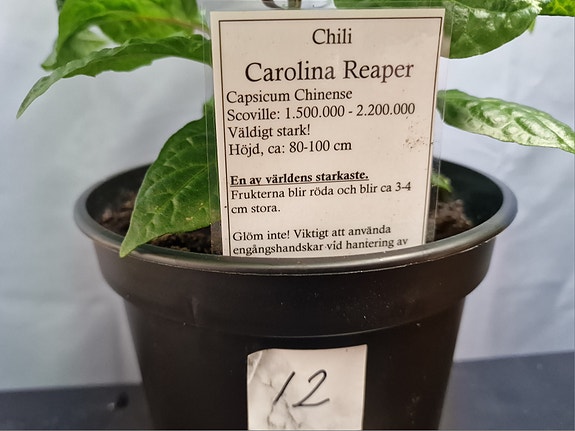 Chili
Carolina Reaper
Capsicum Chinense
Scoville: 1.500.000 - 2.200.000
Väldigt stark!
Höjd, ca: 80-100 cm
En av världens starkaste.
Frukterna blir röda och blir ca 3-4
cm stora.
Glöm inte! Viktigt att använda
engångshandskar vid hantering av
12